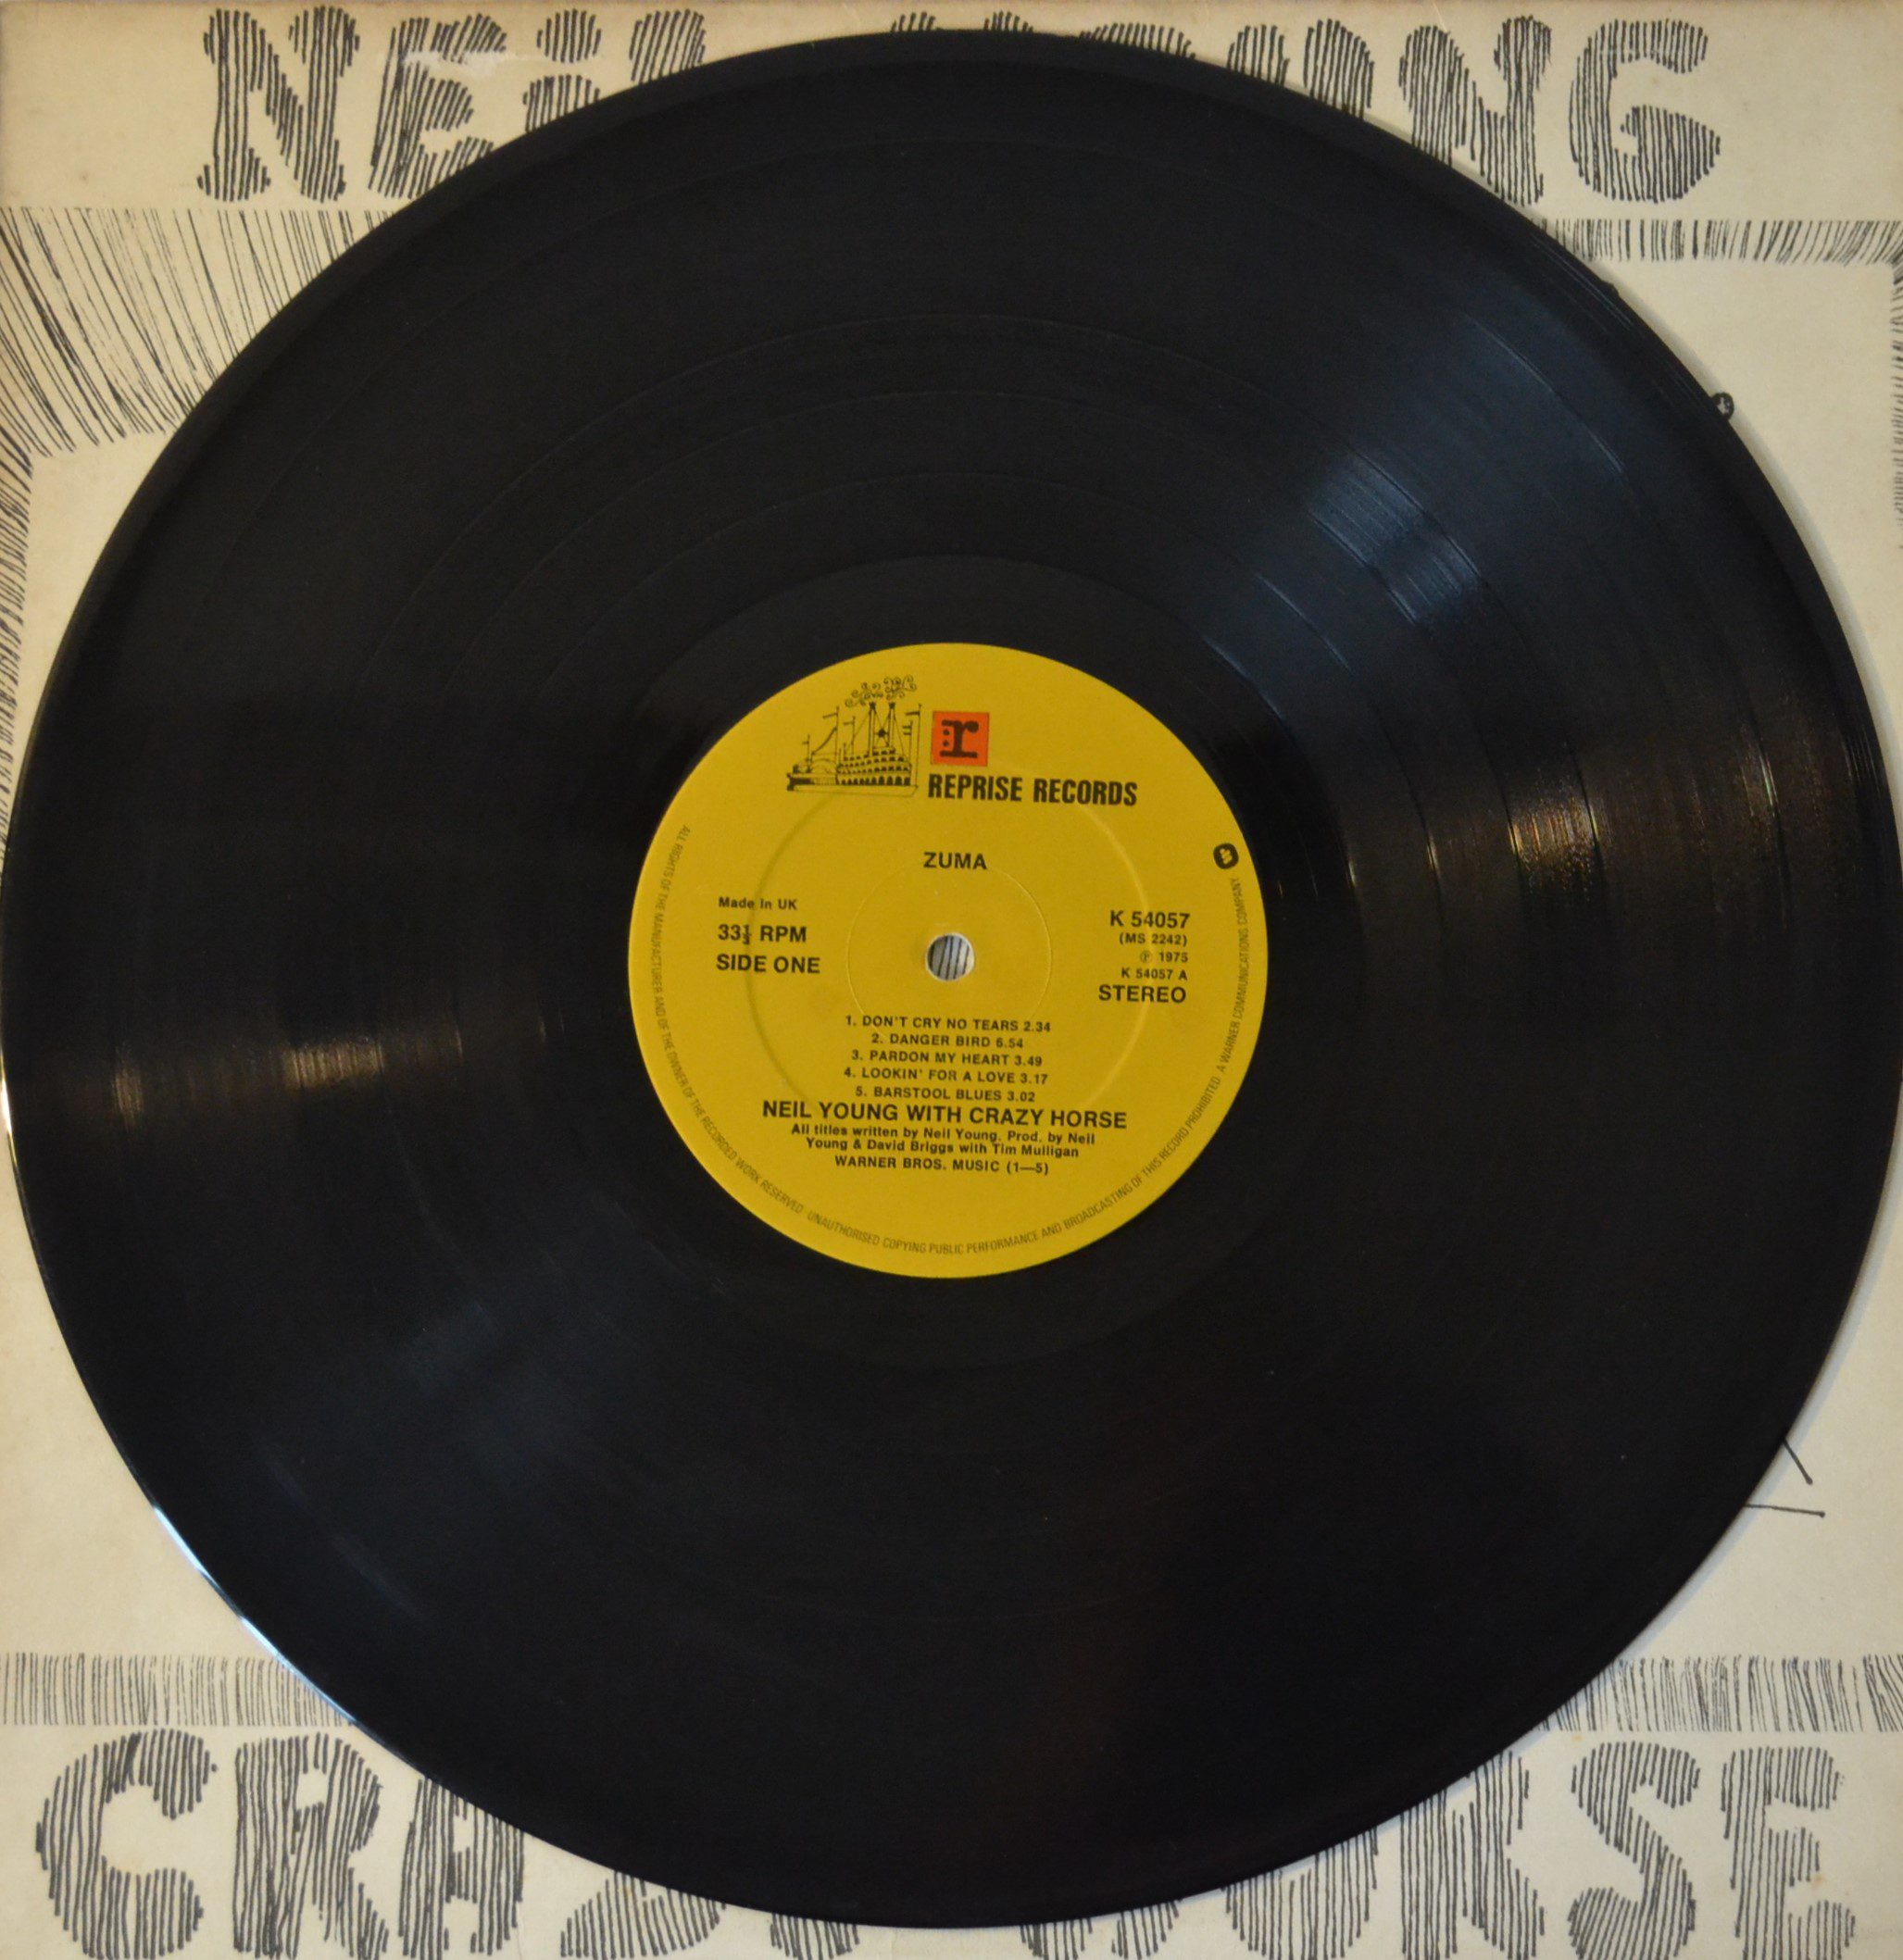 NEIL YOUNG
r
REPRISE RECORDS
ZUMA
Made In UK
33⅓ RPM
SIDE ONE
K 54057
(MS 2242)
℗ 1975
K 54057 A
STEREO
1. DON'T CRY NO TEARS 2.34
2. DANGER BIRD 6.54
3. PARDON MY HEART 3.49
4. LOOKIN' FOR A LOVE 3.17
5. BARSTOOL BLUES 3.02
NEIL YOUNG WITH CRAZY HORSE
All titles written by Neil Young. Prod. by Neil
Young & David Briggs with Tim Mulligan
WARNER BROS. MUSIC (1—5)
ALL RIGHTS OF THE MANUFACTURER AND OF THE OWNER OF THE RECORDED WORK RESERVED UNAUTHORISED COPYING PUBLIC PERFORMANCE AND BROADCASTING OF THIS RECORD PROHIBITED A WARNER COMMUNICATIONS COMPANY
CRAZY HORSE